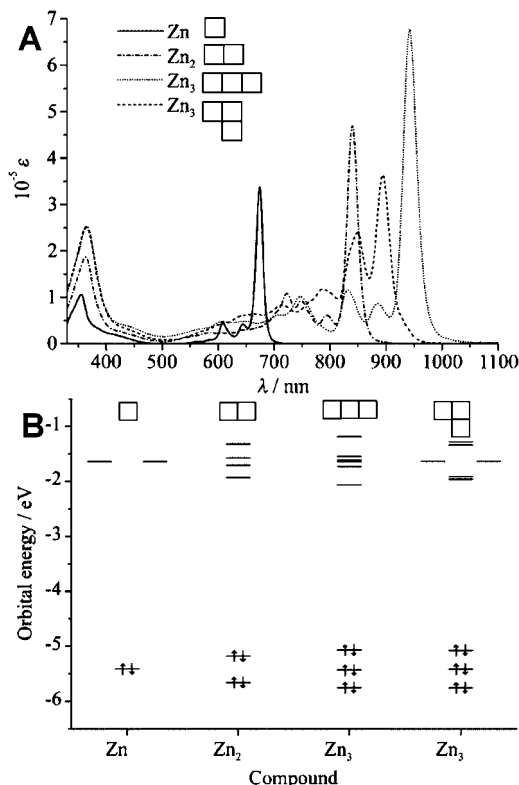 A
7
6
5
4
3
2
1
0
10⁻⁵ ε
Zn
Zn₂
Zn₃
Zn₃
400 500 600 700 800 900 1000 1100
λ / nm
B
-1
-2
-4
-5
-6
Orbital energy / eV
Zn Zn₂ Zn₃ Zn₃
Compound